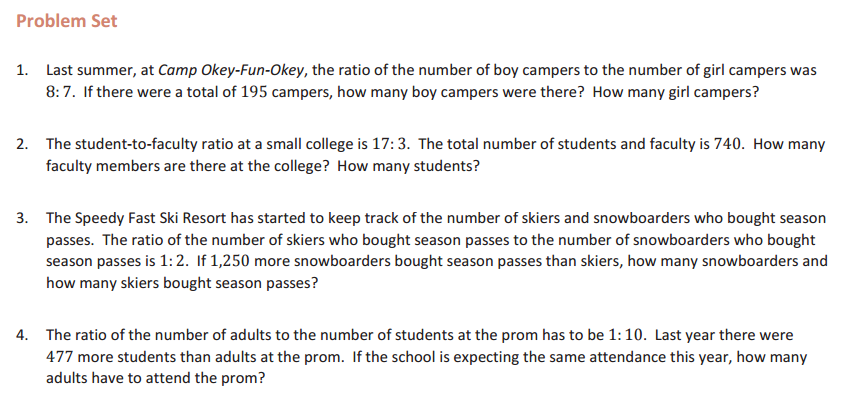 Problem Set
1. Last summer, at Camp Okey-Fun-Okey, the ratio of the number of boy campers to the number of girl campers was
8: 7. If there were a total of 195 campers, how many boy campers were there? How many girl campers?
2. The student-to-faculty ratio at a small college is 17: 3. The total number of students and faculty is 740. How many
faculty members are there at the college? How many students?
3. The Speedy Fast Ski Resort has started to keep track of the number of skiers and snowboarders who bought season
passes. The ratio of the number of skiers who bought season passes to the number of snowboarders who bought
season passes is 1: 2. If 1,250 more snowboarders bought season passes than skiers, how many snowboarders and
how many skiers bought season passes?
4. The ratio of the number of adults to the number of students at the prom has to be 1: 10. Last year there were
477 more students than adults at the prom. If the school is expecting the same attendance this year, how many
adults have to attend the prom?